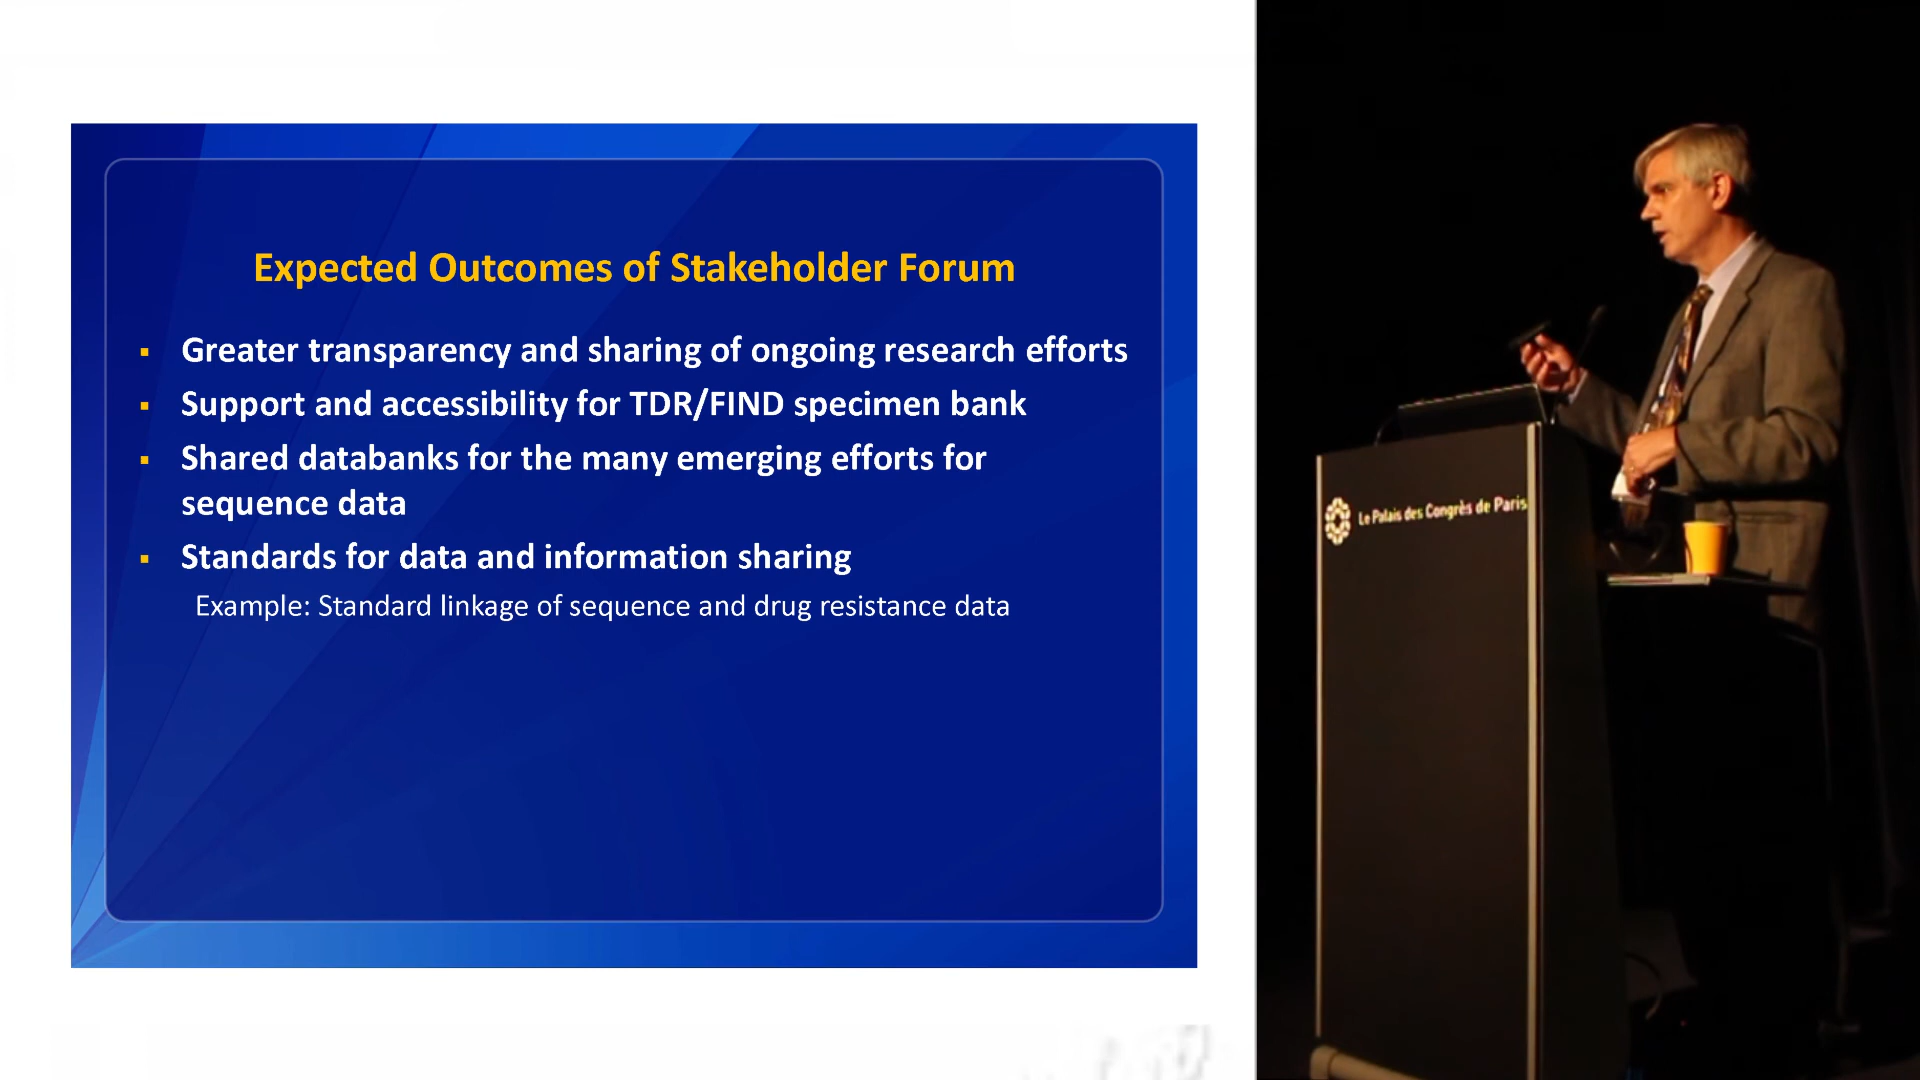 Expected Outcomes of Stakeholder Forum
▪ Greater transparency and sharing of ongoing research efforts
▪ Support and accessibility for TDR/FIND specimen bank
▪ Shared databanks for the many emerging efforts for
sequence data
▪ Standards for data and information sharing
Example: Standard linkage of sequence and drug resistance data
Le Palais des Congrès de Paris